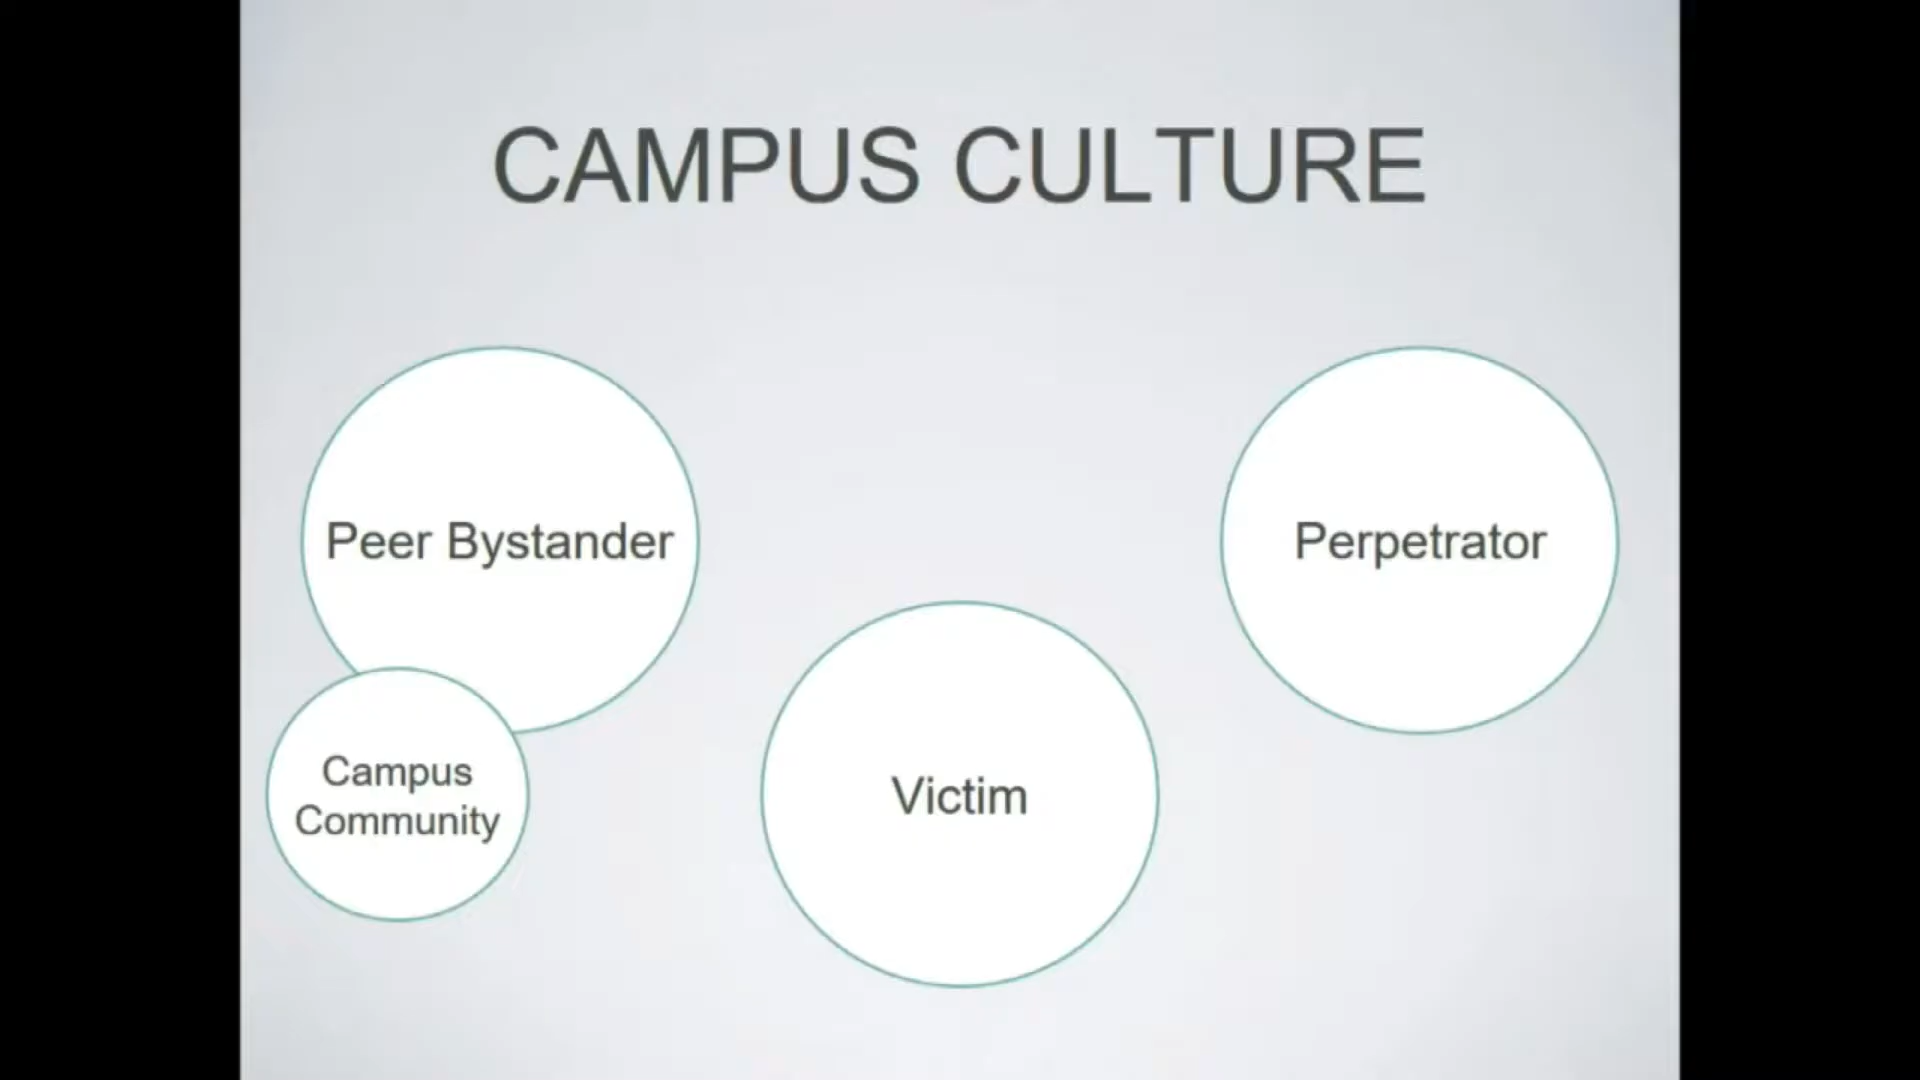 CAMPUS CULTURE
Peer Bystander
Perpetrator
Campus
Community
Victim